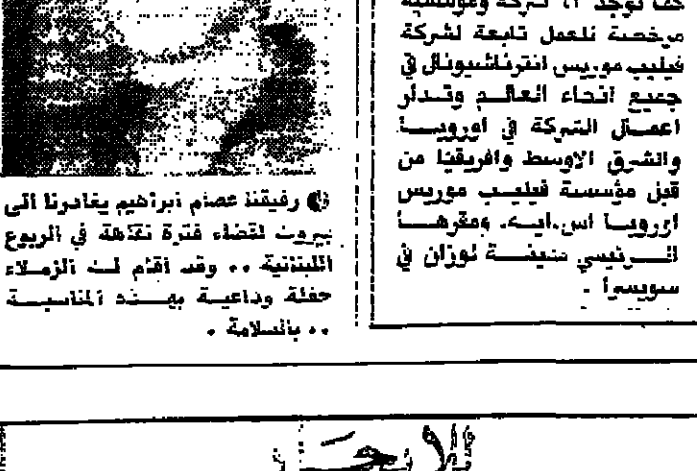 كما توجد شركة ومؤسسة
مرخصة للعمل تابعة لشركة
فيليب موريس انترناشيونال في
جميع انحاء العالم وتدار
اعمال الشركة في اوروبا
والشرق الاوسط وافريقيا من
قبل مؤسسة فيليب موريس
اوروبا اس.ايه. ومقرها
الرئيسي مدينة لوزان في
سويسرا .
رفيقنا عصام ابراهيم يغادرنا الى
بيروت لقضاء فترة نقاهة في الربوع
اللبنانية .. وقد اقام له الزملاء
حفلة وداعية بهذه المناسبة
.. بالسلامة .